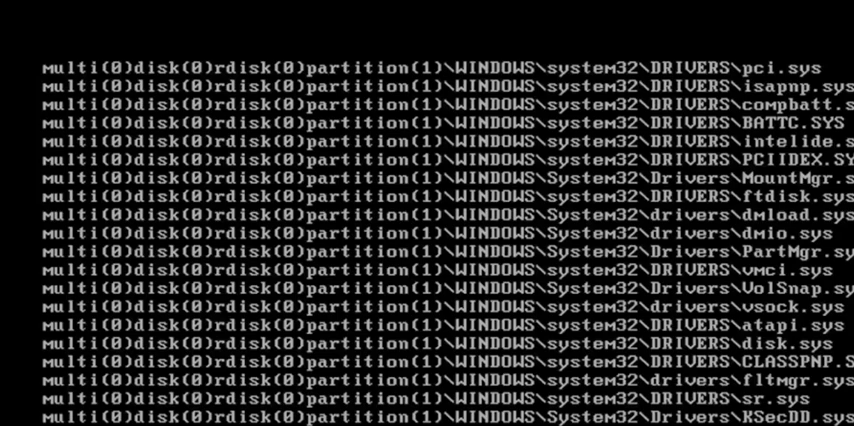 multi(0)disk(0)rdisk(0)partition(1)\WINDOWS\system32\DRIVERS\pci.sys
multi(0)disk(0)rdisk(0)partition(1)\WINDOWS\system32\DRIVERS\isapnp.sys
multi(0)disk(0)rdisk(0)partition(1)\WINDOWS\system32\DRIVERS\compbatt.s
multi(0)disk(0)rdisk(0)partition(1)\WINDOWS\system32\DRIVERS\BATTC.SYS
multi(0)disk(0)rdisk(0)partition(1)\WINDOWS\system32\DRIVERS\intelide.s
multi(0)disk(0)rdisk(0)partition(1)\WINDOWS\system32\DRIVERS\PCIIDEX.SY
multi(0)disk(0)rdisk(0)partition(1)\WINDOWS\System32\Drivers\MountMgr.s
multi(0)disk(0)rdisk(0)partition(1)\WINDOWS\system32\DRIVERS\ftdisk.sys
multi(0)disk(0)rdisk(0)partition(1)\WINDOWS\System32\drivers\dmload.sys
multi(0)disk(0)rdisk(0)partition(1)\WINDOWS\System32\drivers\dmio.sys
multi(0)disk(0)rdisk(0)partition(1)\WINDOWS\System32\Drivers\PartMgr.sy
multi(0)disk(0)rdisk(0)partition(1)\WINDOWS\system32\DRIVERS\vmci.sys
multi(0)disk(0)rdisk(0)partition(1)\WINDOWS\System32\Drivers\VolSnap.sy
multi(0)disk(0)rdisk(0)partition(1)\WINDOWS\system32\drivers\vsock.sys
multi(0)disk(0)rdisk(0)partition(1)\WINDOWS\system32\DRIVERS\atapi.sys
multi(0)disk(0)rdisk(0)partition(1)\WINDOWS\system32\DRIVERS\disk.sys
multi(0)disk(0)rdisk(0)partition(1)\WINDOWS\system32\DRIVERS\CLASSPNP.S
multi(0)disk(0)rdisk(0)partition(1)\WINDOWS\system32\drivers\fltmgr.sys
multi(0)disk(0)rdisk(0)partition(1)\WINDOWS\system32\DRIVERS\sr.sys
multi(0)disk(0)rdisk(0)partition(1)\WINDOWS\System32\Drivers\KSecDD.sys